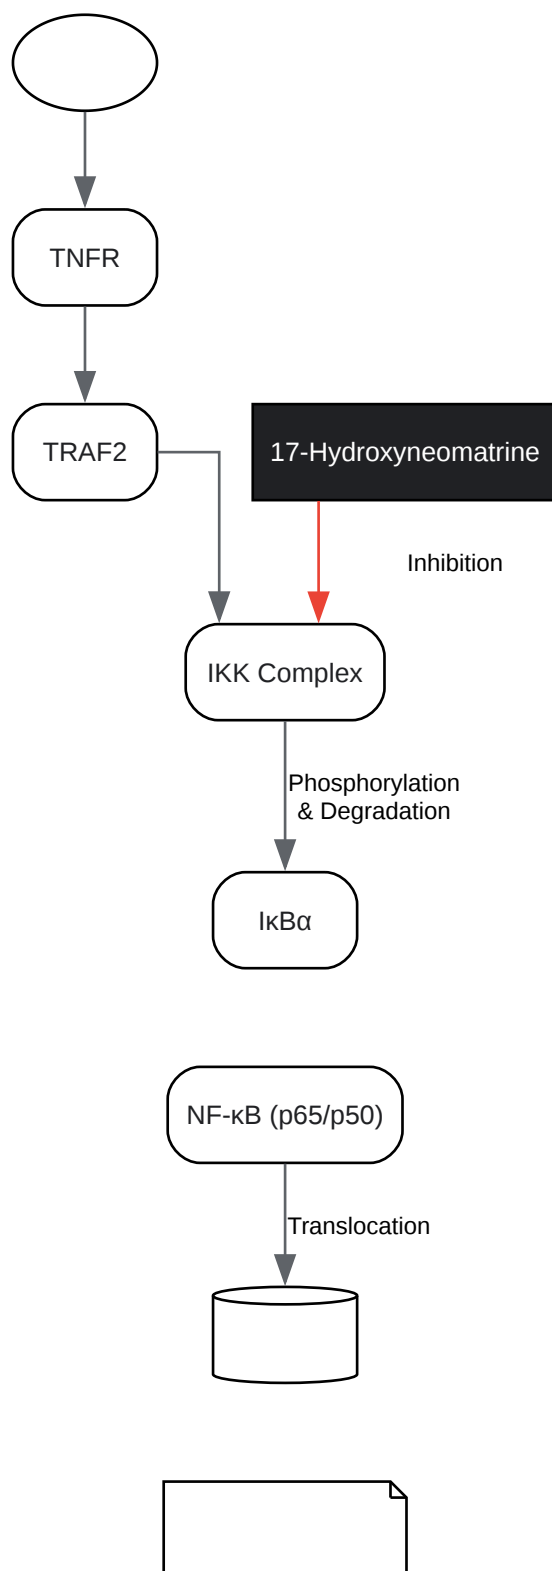 TNFR
TRAF2
17-Hydroxyneomatrine
Inhibition
IKK Complex
Phosphorylation
& Degradation
IκBα
NF-κB (p65/p50)
Translocation